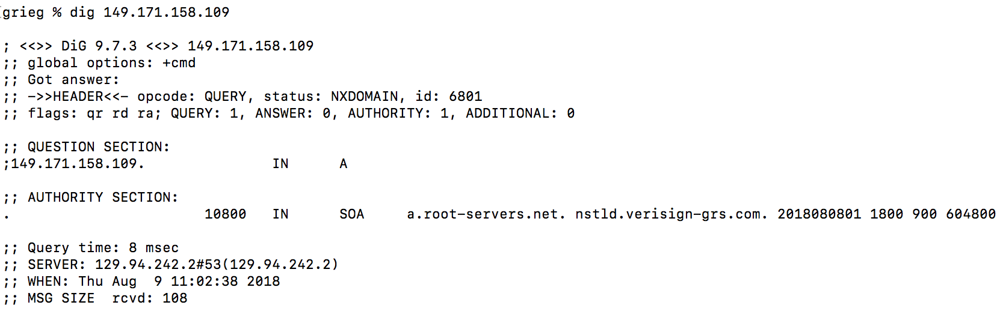 grieg % dig 149.171.158.109
; <<>> DiG 9.7.3 <<>> 149.171.158.109
;; global options: +cmd
;; Got answer:
;; ->>HEADER<<- opcode: QUERY, status: NXDOMAIN, id: 6801
;; flags: qr rd ra; QUERY: 1, ANSWER: 0, AUTHORITY: 1, ADDITIONAL: 0
;; QUESTION SECTION:
;149.171.158.109. IN A
;; AUTHORITY SECTION:
. 10800 IN SOA a.root-servers.net. nstld.verisign-grs.com. 2018080801 1800 900 604800
;; Query time: 8 msec
;; SERVER: 129.94.242.2#53(129.94.242.2)
;; WHEN: Thu Aug  9 11:02:38 2018
;; MSG SIZE  rcvd: 108